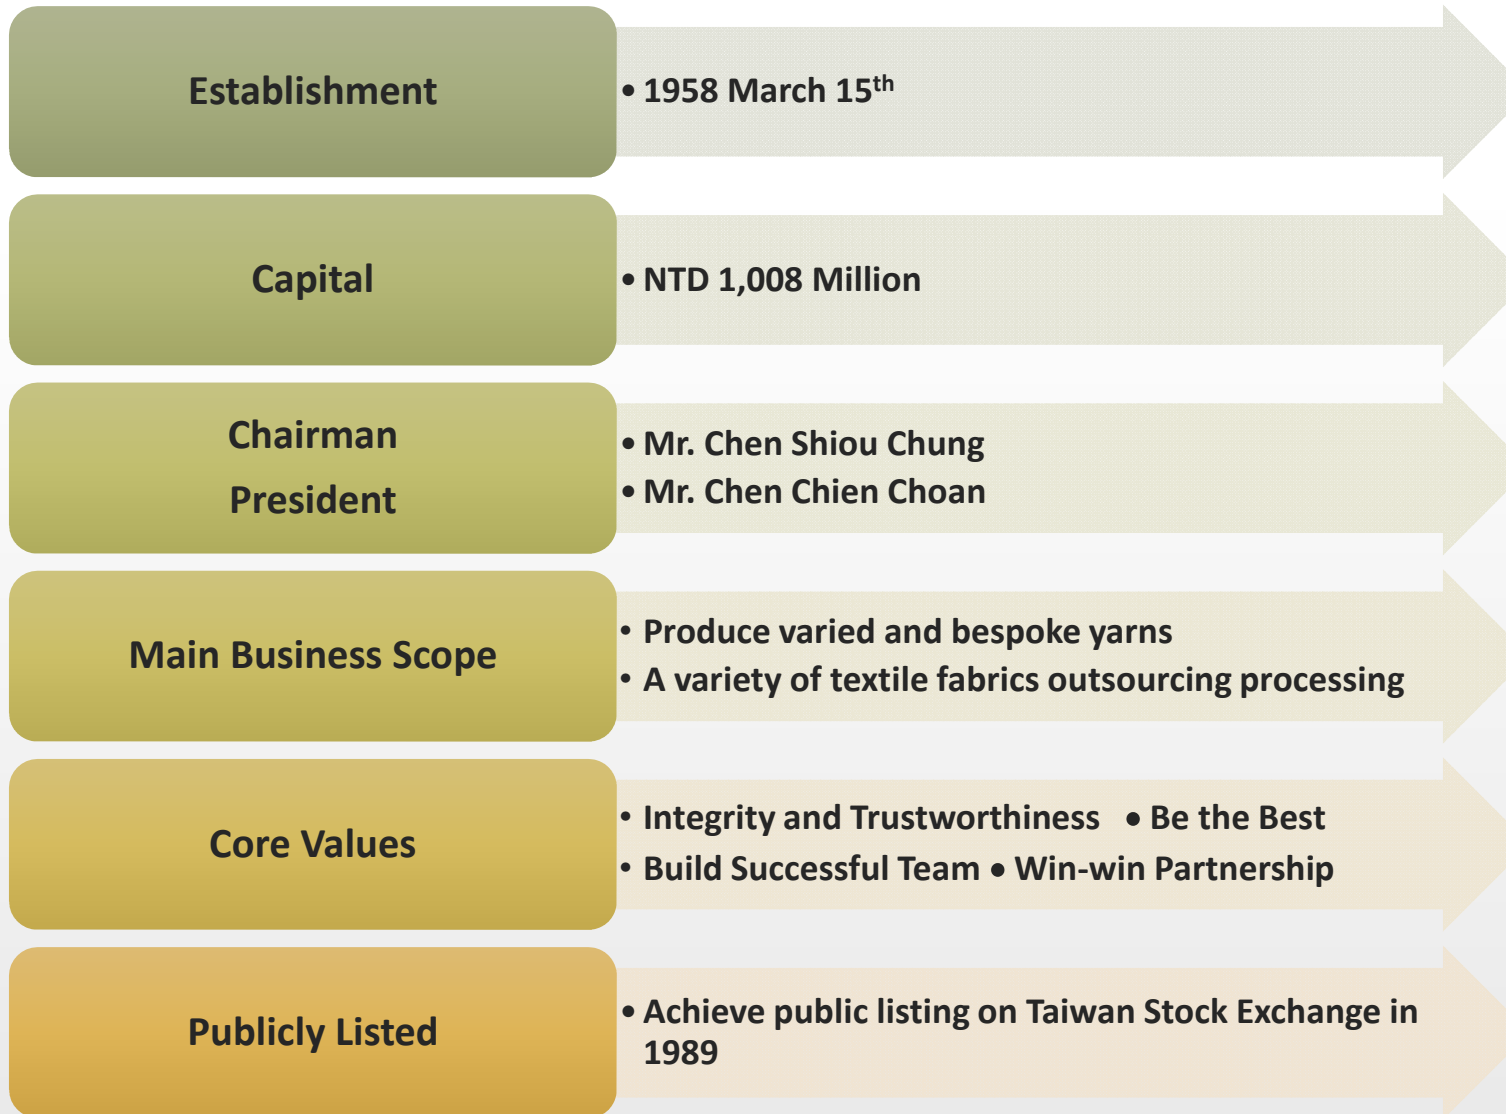 Establishment
• 1958 March 15th
Capital
• NTD 1,008 Million
Chairman
President
• Mr. Chen Shiou Chung
• Mr. Chen Chien Choan
Main Business Scope
• Produce varied and bespoke yarns
• A variety of textile fabrics outsourcing processing
Core Values
• Integrity and Trustworthiness • Be the Best
• Build Successful Team • Win-win Partnership
Publicly Listed
• Achieve public listing on Taiwan Stock Exchange in
1989